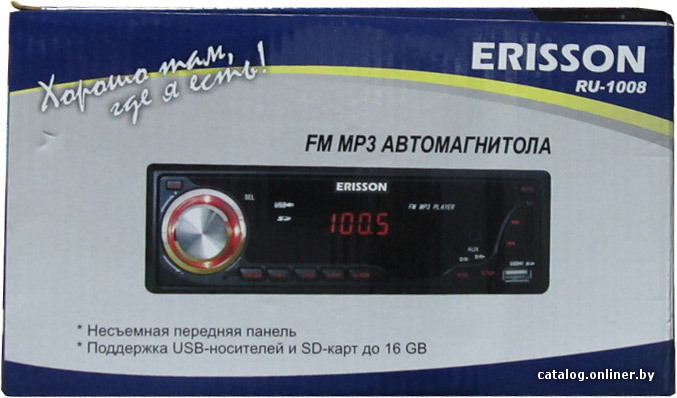 Хорошо там,
где я есть!
ERISSON
RU-1008
FM MP3 АВТОМАГНИТОЛА
ERISSON
SEL
USB
FM MP3 PLAYER
100.5
AUX
* Несъемная передняя панель
* Поддержка USB-носителей и SD-карт до 16 GB
catalog.onliner.by